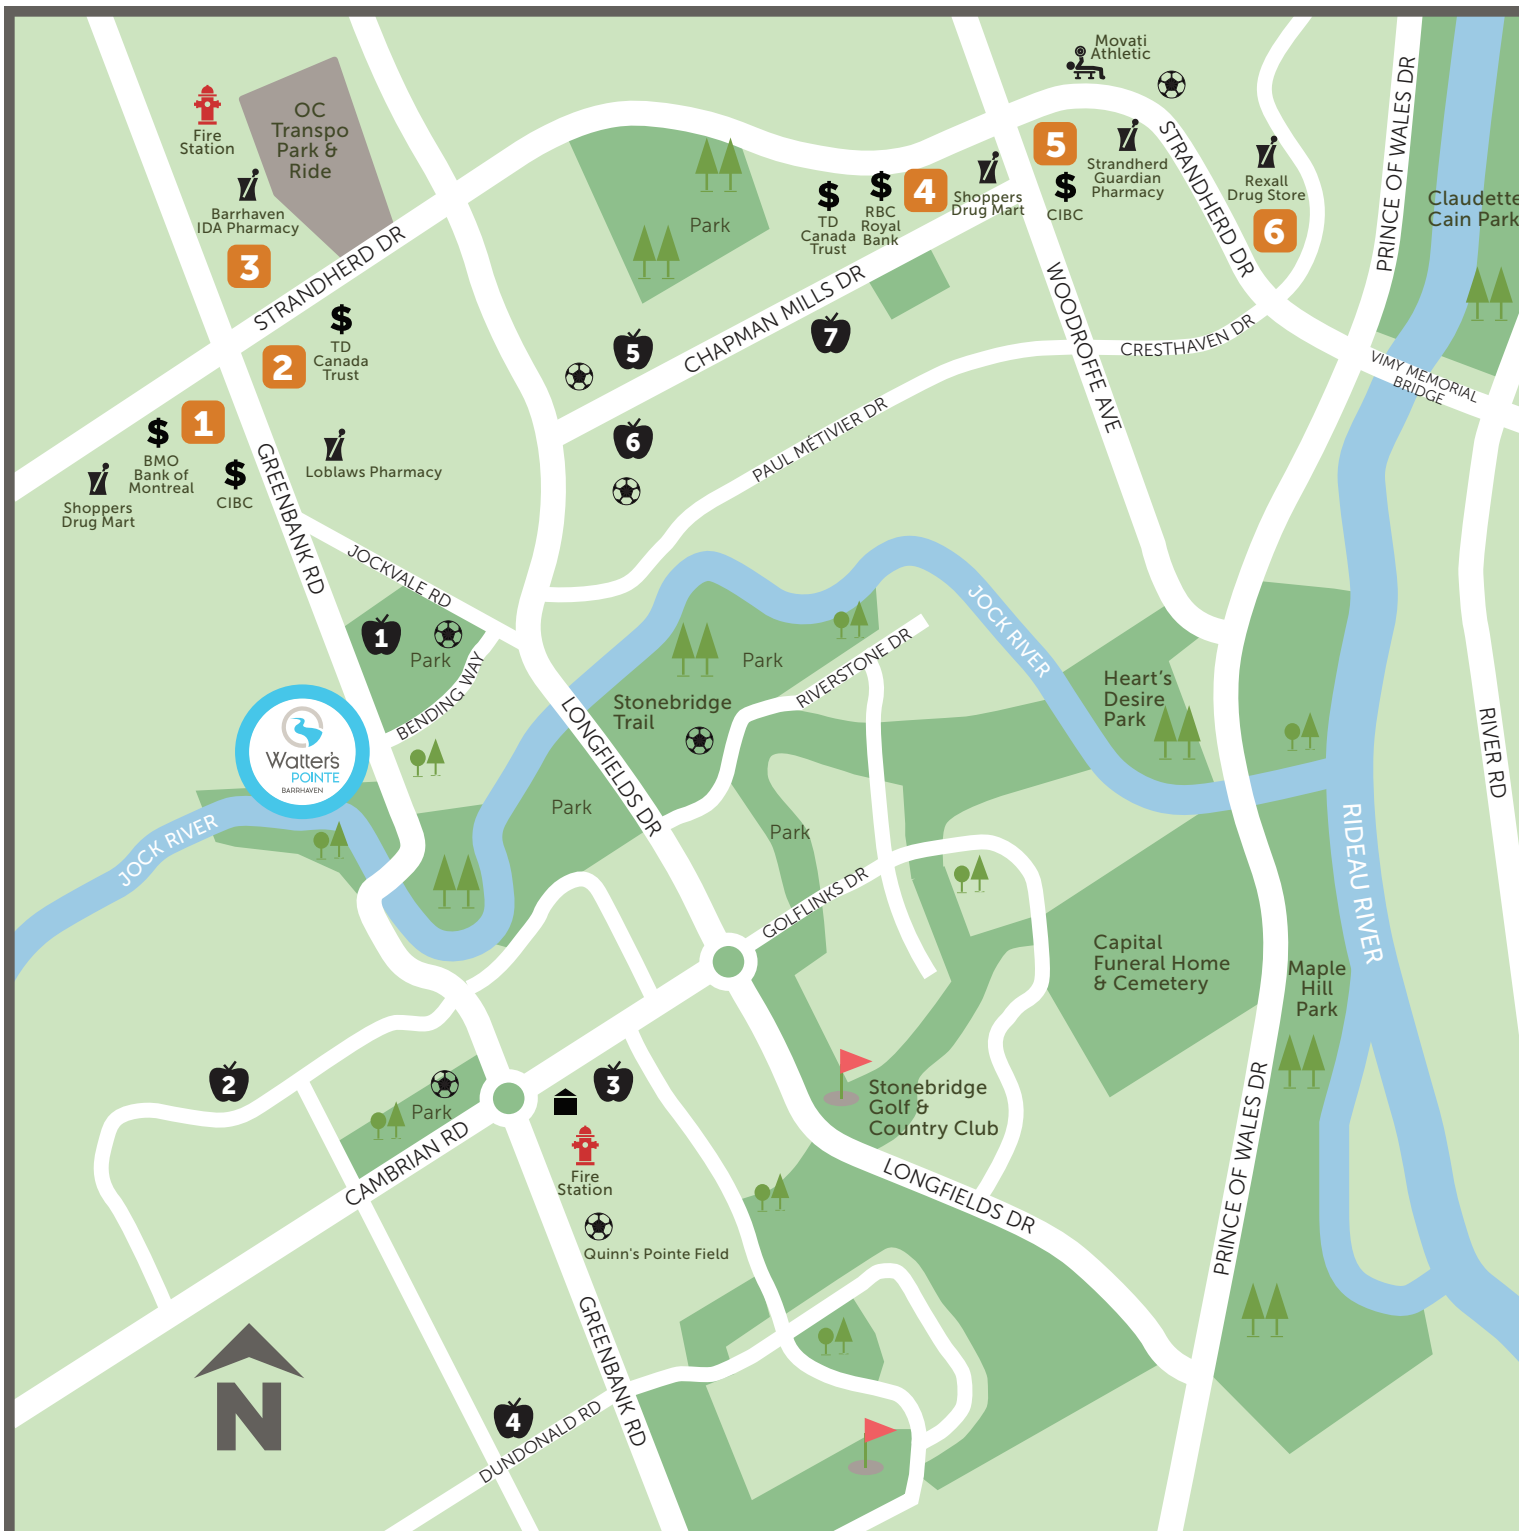 Movati
Athletic
Fire
Station
OC
Transpo
Park &
Ride
Barrhaven
IDA Pharmacy
3
STRANDHERD DR
2
TD
Canada
Trust
1
BMO
Bank of
Montreal
CIBC
Shoppers
Drug Mart
Loblaws Pharmacy
GREENBANK RD
Park
TD
Canada
Trust
RBC
Royal
Bank
4
Shoppers
Drug Mart
5
CIBC
Strandherd
Guardian
Pharmacy
STRANDHERD DR
Rexall
Drug Store
6
PRINCE OF WALES DR
Claudette
Cain Park
CHAPMAN MILLS DR
5
7
6
WOODROFFE AVE
CRESTHAVEN DR
VIMY MEMORIAL
BRIDGE
PAUL MÉTIVIER DR
JOCKVALE RD
1
Park
BENDING WAY
Watter's
POINTE
BARRHAVEN
JOCK RIVER
JOCK RIVER
Stonebridge
Trail
Park
RIVERSTONE DR
LONGFIELDS DR
Park
Park
Heart's
Desire
Park
RIVER RD
RIDEAU RIVER
GOLFLINKS DR
Capital
Funeral Home
& Cemetery
Maple
Hill
Park
2
Park
3
CAMBRIAN RD
Fire
Station
Quinn's Pointe Field
Stonebridge
Golf &
Country Club
LONGFIELDS DR
PRINCE OF WALES DR
GREENBANK RD
4
DUNDONALD RD
N